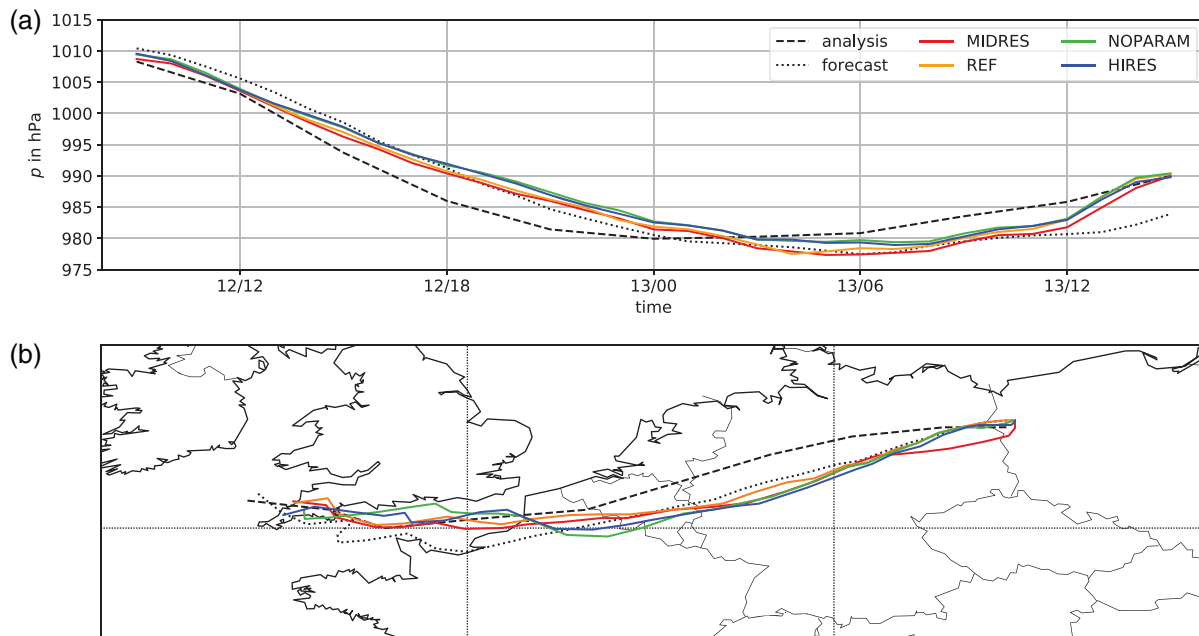 (a)
1015
1010
1005
1000
995
990
985
980
975
p in hPa
analysis
forecast
MIDRES
REF
NOPARAM
HIRES
12/12 12/18 13/00 13/06 13/12
time
(b)